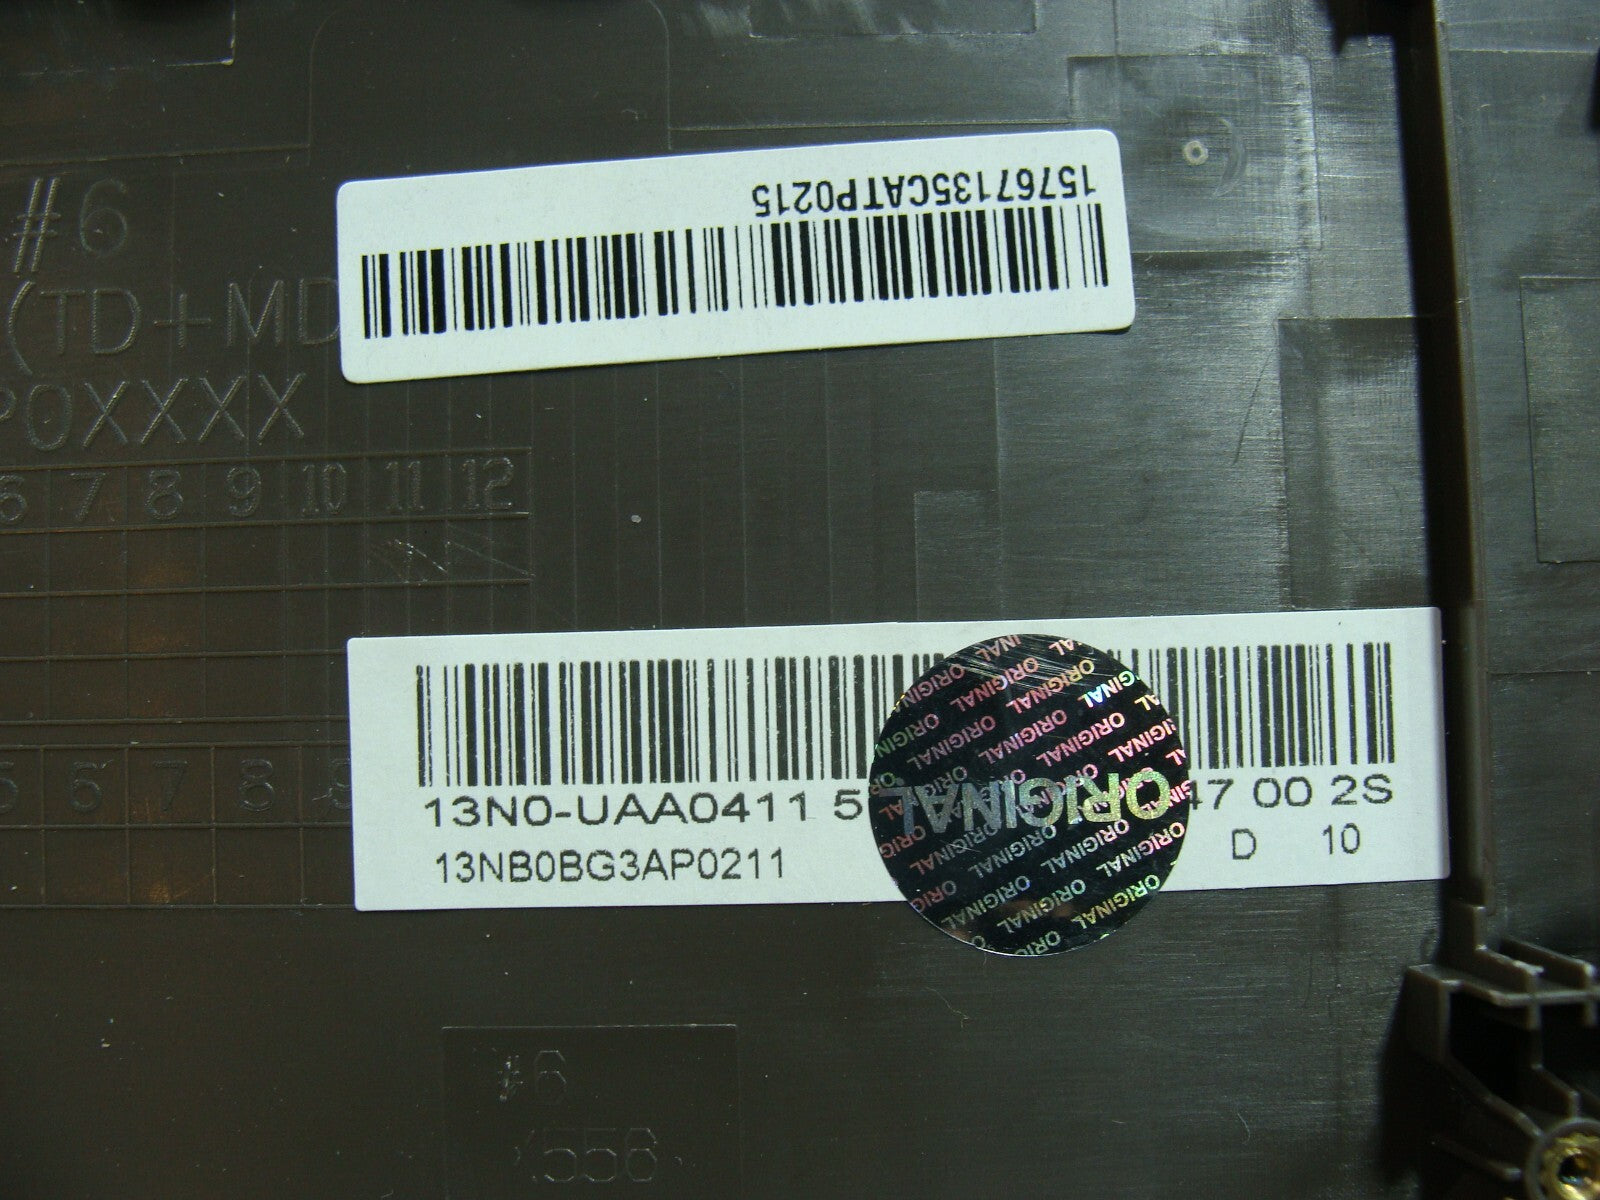 15767135CATP0215
#6
(TD+MD
P0XXXX
6 7 8 9 10 11 12
13N0-UAA0411 5
47 00 2S
13NB0BG3AP0211
D 10
ORIGINAL
5 6 7 8
#6
X556